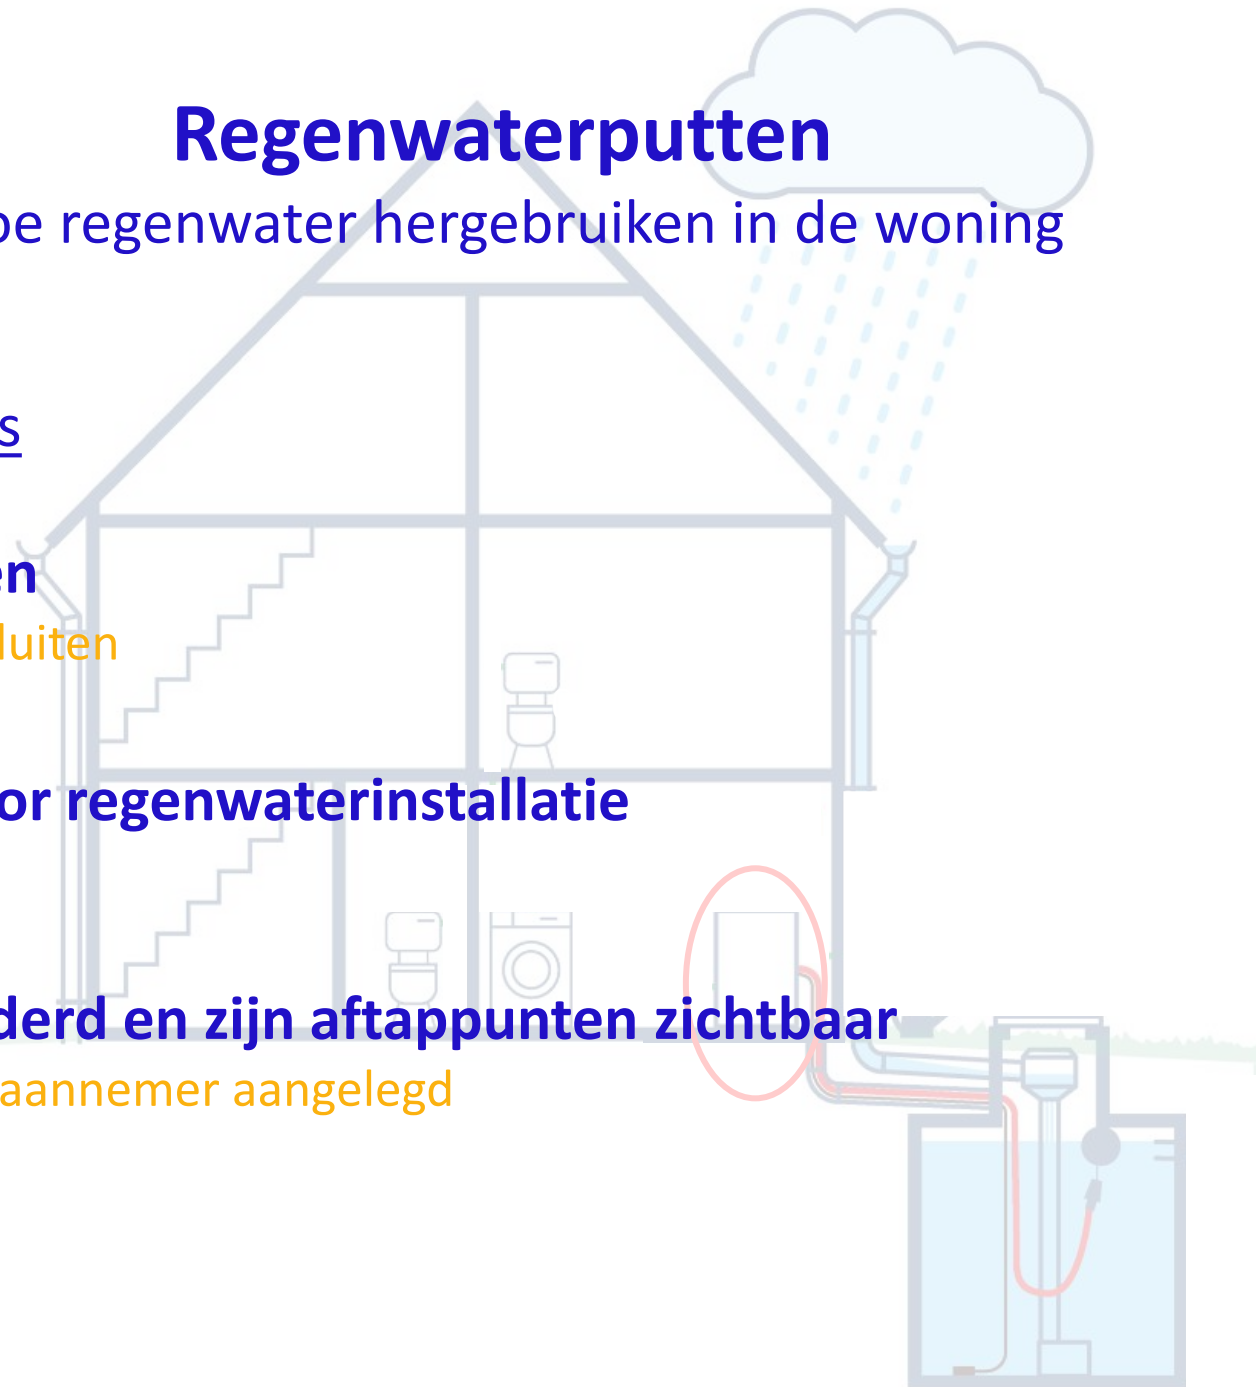 Regenwaterputten
oe regenwater hergebruiken in de woning
s
en
luiten
or regenwaterinstallatie
derd en zijn aftappunten zichtbaar
aannemer aangelegd